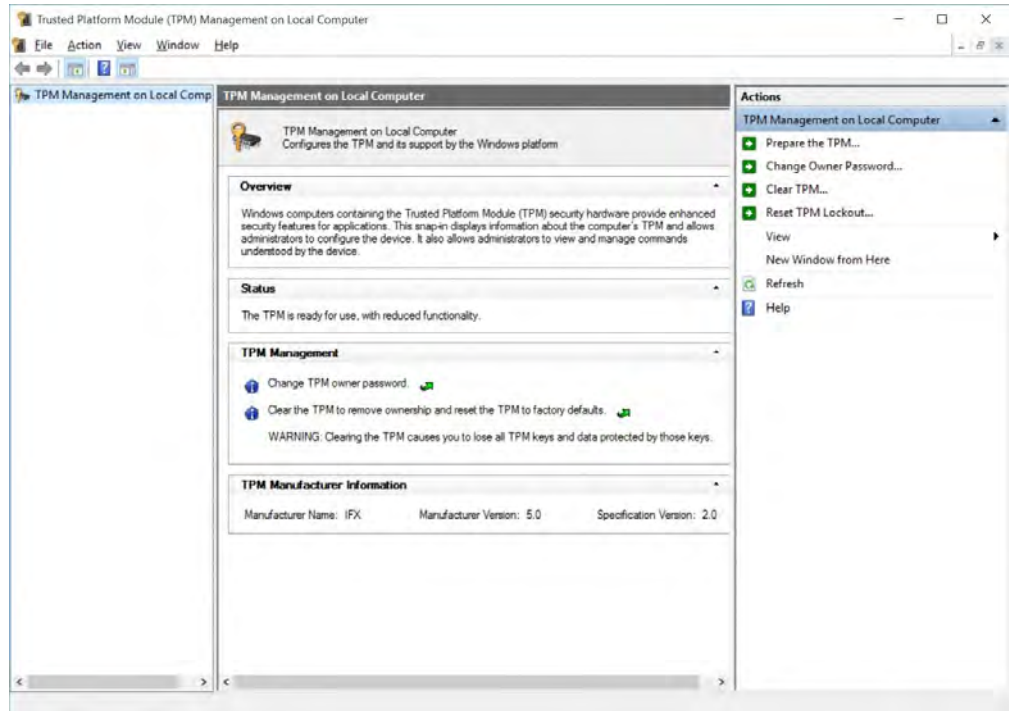 Trusted Platform Module (TPM) Management on Local Computer
File Action View Window Help
TPM Management on Local Comp
TPM Management on Local Computer
TPM Management on Local Computer
Configures the TPM and its support by the Windows platform
Overview
Windows computers containing the Trusted Platform Module (TPM) security hardware provide enhanced
security features for applications. This snap-in displays information about the computer's TPM and allows
administrators to configure the device. It also allows administrators to view and manage commands
understood by the device.
Status
The TPM is ready for use, with reduced functionality.
TPM Management
Change TPM owner password.
Clear the TPM to remove ownership and reset the TPM to factory defaults.
WARNING: Clearing the TPM causes you to lose all TPM keys and data protected by those keys.
TPM Manufacturer Information
Manufacturer Name: IFX Manufacturer Version: 5.0 Specification Version: 2.0
Actions
TPM Management on Local Computer
Prepare the TPM...
Change Owner Password...
Clear TPM...
Reset TPM Lockout...
View
New Window from Here
Refresh
Help